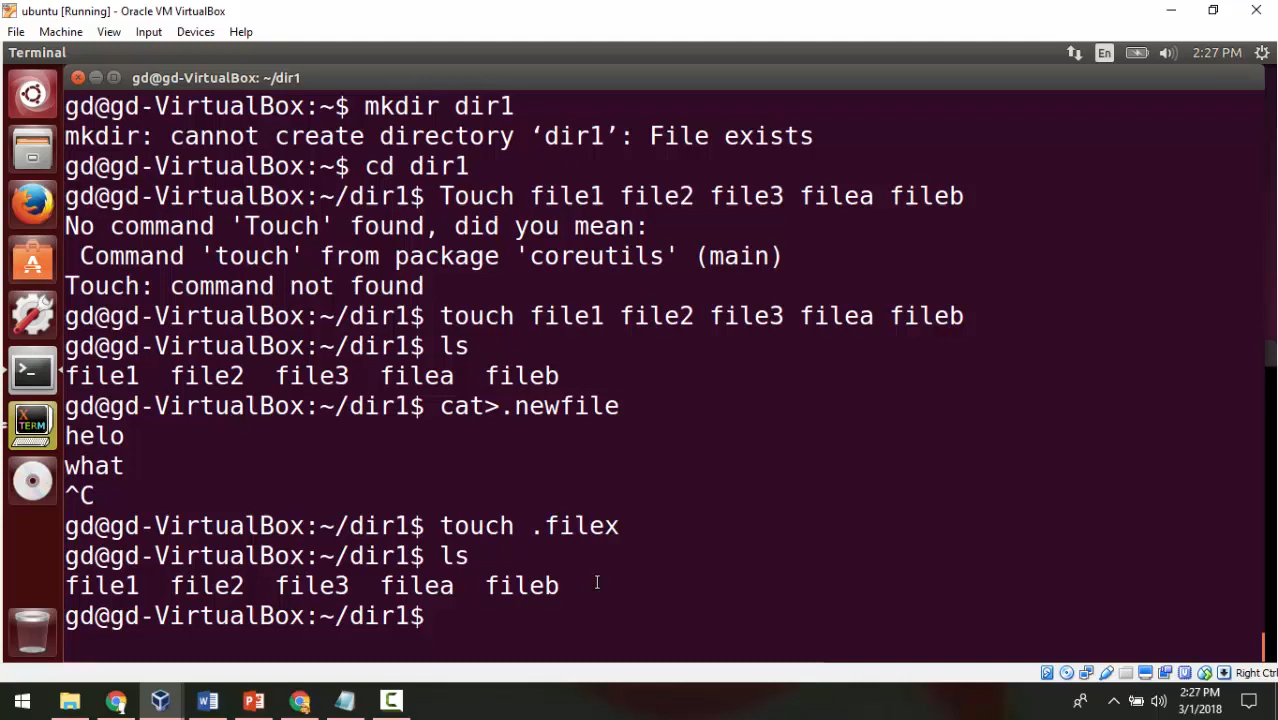 ubuntu [Running] - Oracle VM VirtualBox
File Machine View Input Devices Help
Terminal En 2:27 PM
gd@gd-VirtualBox: ~/dir1
gd@gd-VirtualBox:~$ mkdir dir1
mkdir: cannot create directory ‘dir1’: File exists
gd@gd-VirtualBox:~$ cd dir1
gd@gd-VirtualBox:~/dir1$ Touch file1 file2 file3 filea fileb
No command 'Touch' found, did you mean:
Command 'touch' from package 'coreutils' (main)
Touch: command not found
gd@gd-VirtualBox:~/dir1$ touch file1 file2 file3 filea fileb
gd@gd-VirtualBox:~/dir1$ ls
file1 file2 file3 filea fileb
gd@gd-VirtualBox:~/dir1$ cat>.newfile
helo
what
^C
gd@gd-VirtualBox:~/dir1$ touch .filex
gd@gd-VirtualBox:~/dir1$ ls
file1 file2 file3 filea fileb
gd@gd-VirtualBox:~/dir1$
X TERM
Right Ctrl
2:27 PM
3/1/2018